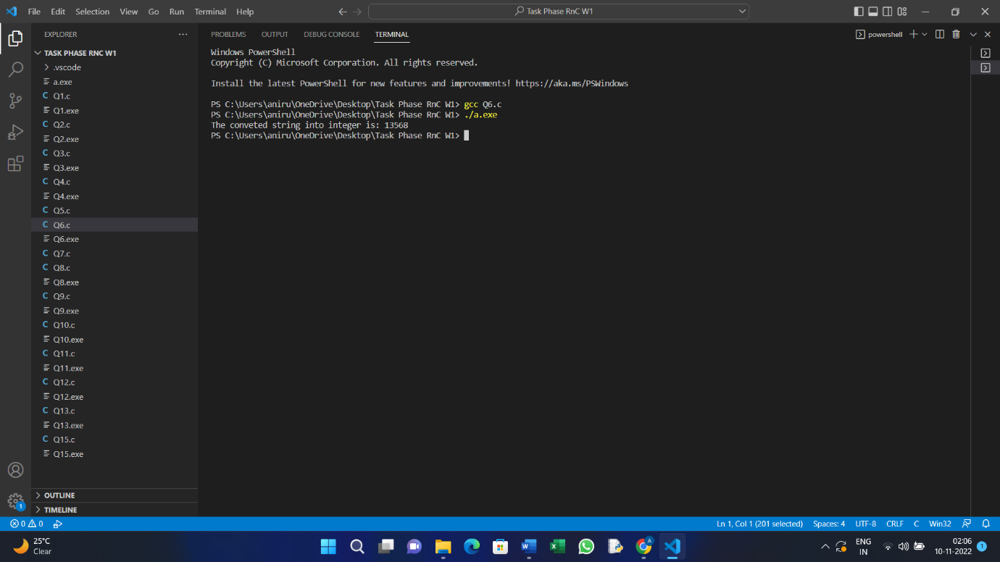 File Edit Selection View Go Run Terminal Help
Task Phase RnC W1
EXPLORER
TASK PHASE RNC W1
.vscode
a.exe
C Q1.c
Q1.exe
C Q2.c
Q2.exe
C Q3.c
Q3.exe
C Q4.c
Q4.exe
C Q5.c
C Q6.c
Q6.exe
C Q7.c
C Q8.c
Q8.exe
C Q9.c
Q9.exe
C Q10.c
Q10.exe
C Q11.c
Q11.exe
C Q12.c
Q12.exe
C Q13.c
Q13.exe
C Q15.c
Q15.exe
OUTLINE
TIMELINE
PROBLEMS OUTPUT DEBUG CONSOLE TERMINAL
powershell
Windows PowerShell
Copyright (C) Microsoft Corporation. All rights reserved.
Install the latest PowerShell for new features and improvements! https://aka.ms/PSWindows
PS C:\Users\aniru\OneDrive\Desktop\Task Phase RnC W1> gcc Q6.c
PS C:\Users\aniru\OneDrive\Desktop\Task Phase RnC W1> ./a.exe
The conveted string into integer is: 13568
PS C:\Users\aniru\OneDrive\Desktop\Task Phase RnC W1>
1
0 0
Ln 1, Col 1 (201 selected) Spaces: 4 UTF-8 CRLF C Win32
25°C
Clear
W
A
ENG
IN
02:06
10-11-2022
1